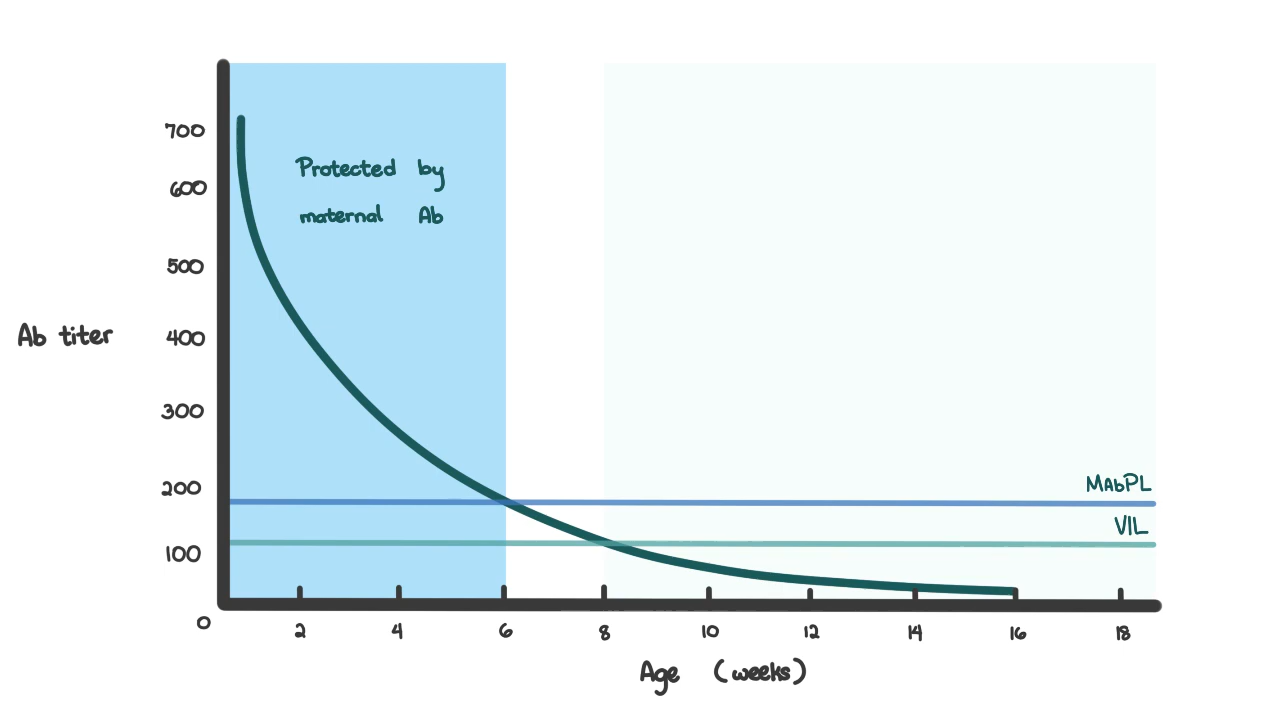 700
Protected by
600
maternal Ab
500
Ab titer
400
300
200
MAbPL
VIL
100
0
2 4 6 8 10 12 14 16 18
Age (weeks)